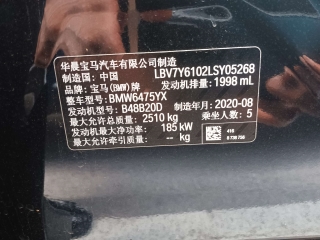 华晨宝马汽车有限公司制造
制造国: 中国 LBV7Y6102LSY05268
品牌: 宝马(BMW)牌 发动机排量: 1998 mL
整车型号: BMW6475YX
发动机型号: B48B20D 制造年月: 2020-08
最大允许总质量: 2510 kg 乘坐人数: 5
发动机最大净功率: 185 kW
最大允许牵引质量: -- kg